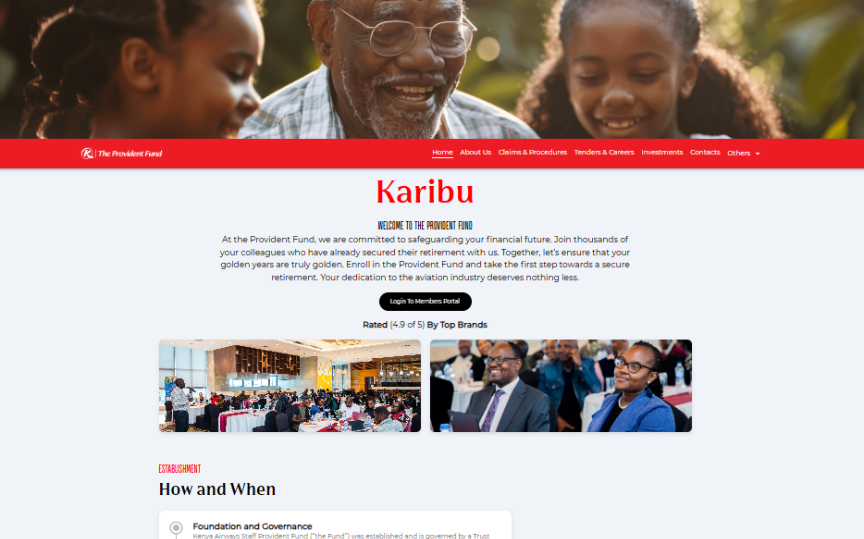 The Provident Fund
Home About Us Claims & Procedures Tenders & Careers Investments Contacts Others
Karibu
WELCOME TO THE PROVIDENT FUND
At the Provident Fund, we are committed to safeguarding your financial future. Join thousands of
your colleagues who have already secured their retirement with us. Together, let's ensure that your
golden years are truly golden. Enroll in the Provident Fund and take the first step towards a secure
retirement. Your dedication to the aviation industry deserves nothing less.
Login To Members Portal
Rated (4.9 of 5) By Top Brands
ESTABLISHMENT
How and When
Foundation and Governance
Kenya Airways Staff Provident Fund ("the Fund") was established and is governed by a Trust